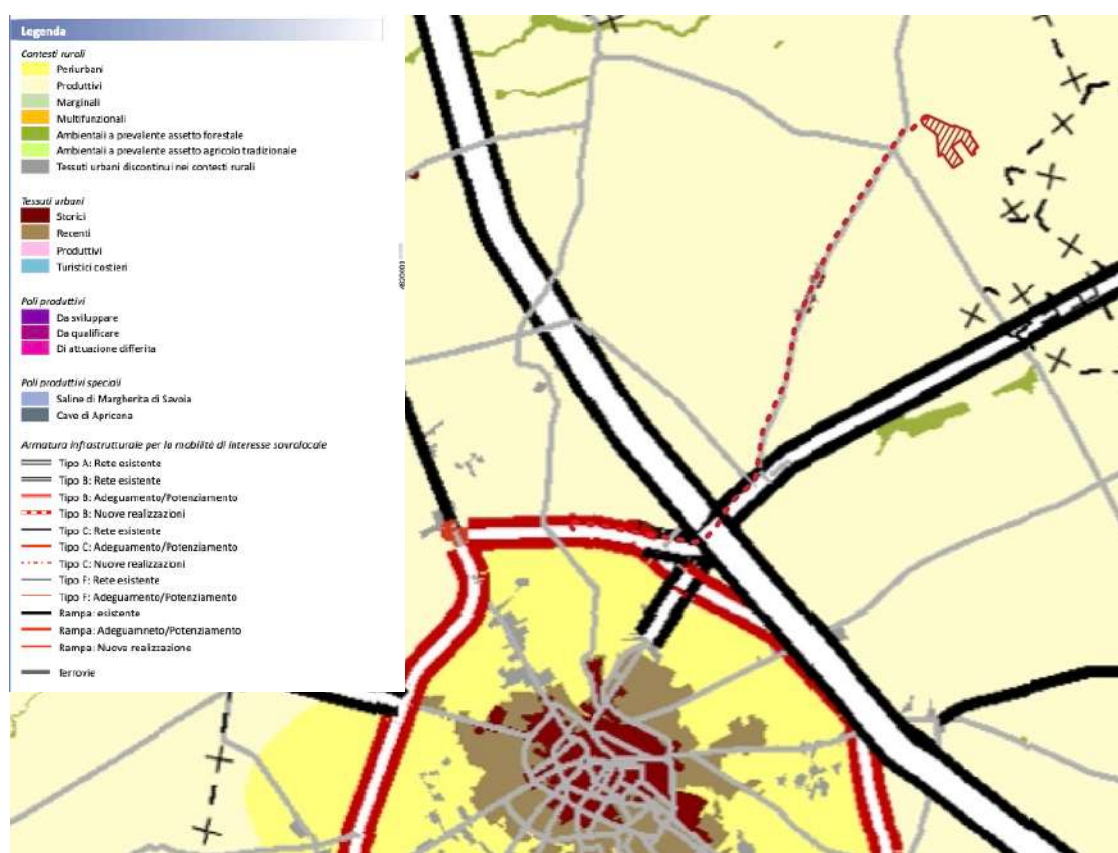 Legenda
Contesti rurali
Periurbani
Produttivi
Marginali
Multifunzionali
Ambientali a prevalente assetto forestale
Ambientali a prevalente assetto agricolo tradizionale
Tessuti urbani discontinui nei contesti rurali
Tessuti urbani
Storici
Recenti
Produttivi
Turistici costieri
Poli produttivi
Da sviluppare
Da qualificare
Di attuazione differita
Poli produttivi speciali
Saline di Margherita di Savoia
Cave di Apricena
Armatura infrastrutturale per la mobilità di interesse sovralocale
Tipo A: Rete esistente
Tipo B: Rete esistente
Tipo B: Adeguamento/Potenziamento
Tipo B: Nuove realizzazioni
Tipo C: Rete esistente
Tipo C: Adeguamento/Potenziamento
Tipo C: Nuove realizzazioni
Tipo F: Rete esistente
Tipo F: Adeguamento/Potenziamento
Rampa: esistente
Rampa: Adeguamneto/Potenziamento
Rampa: Nuova realizzazione
ferrovie